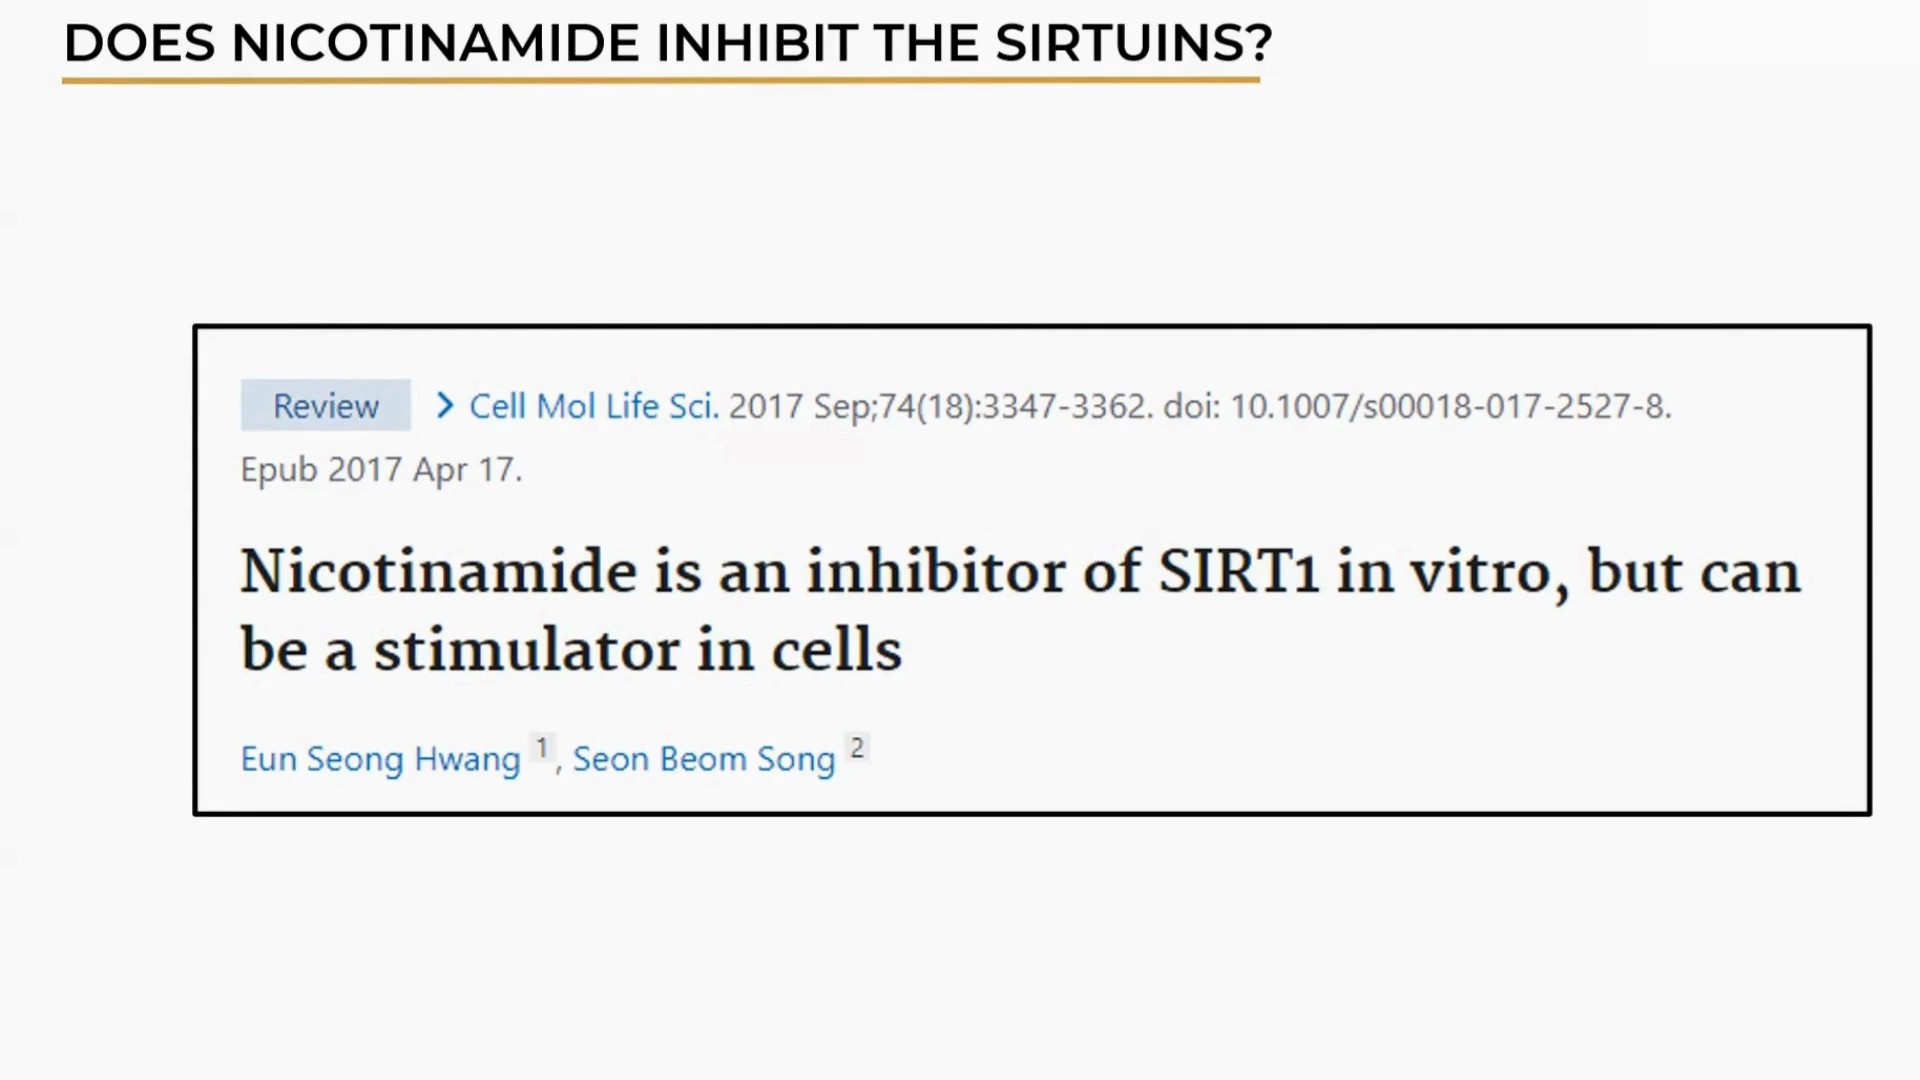 DOES NICOTINAMIDE INHIBIT THE SIRTUINS?
Review > Cell Mol Life Sci. 2017 Sep;74(18):3347-3362. doi: 10.1007/s00018-017-2527-8.
Epub 2017 Apr 17.
Nicotinamide is an inhibitor of SIRT1 in vitro, but can
be a stimulator in cells
Eun Seong Hwang 1, Seon Beom Song 2